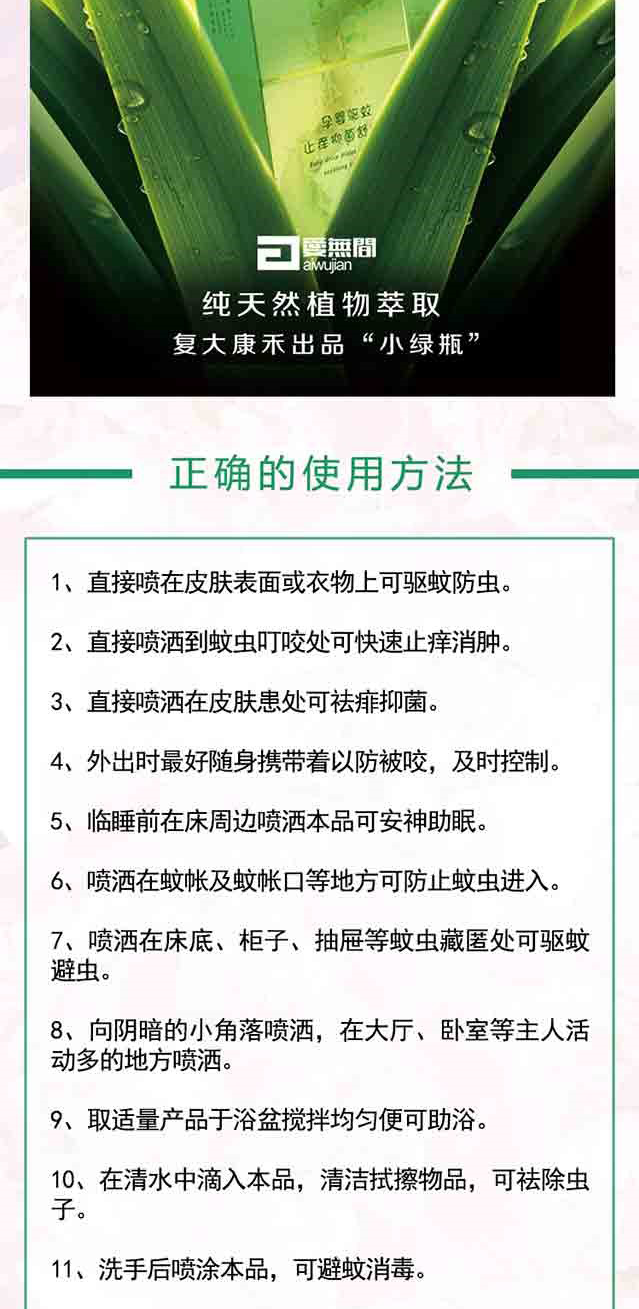 孕婴驱蚊
止痒抑菌舒
愛無間
aiwujian
纯天然植物萃取
复大康禾出品“小绿瓶”
正确的使用方法
1、直接喷在皮肤表面或衣物上可驱蚊防虫。
2、直接喷洒到蚊虫叮咬处可快速止痒消肿。
3、直接喷洒在皮肤患处可祛痱抑菌。
4、外出时最好随身携带着以防被咬，及时控制。
5、临睡前在床周边喷洒本品可安神助眠。
6、喷洒在蚊帐及蚊帐口等地方可防止蚊虫进入。
7、喷洒在床底、柜子、抽屉等蚊虫藏匿处可驱蚊
避虫。
8、向阴暗的小角落喷洒，在大厅、卧室等主人活
动多的地方喷洒。
9、取适量产品于浴盆搅拌均匀便可助浴。
10、在清水中滴入本品，清洁拭擦物品，可祛除虫
子。
11、洗手后喷涂本品，可避蚊消毒。